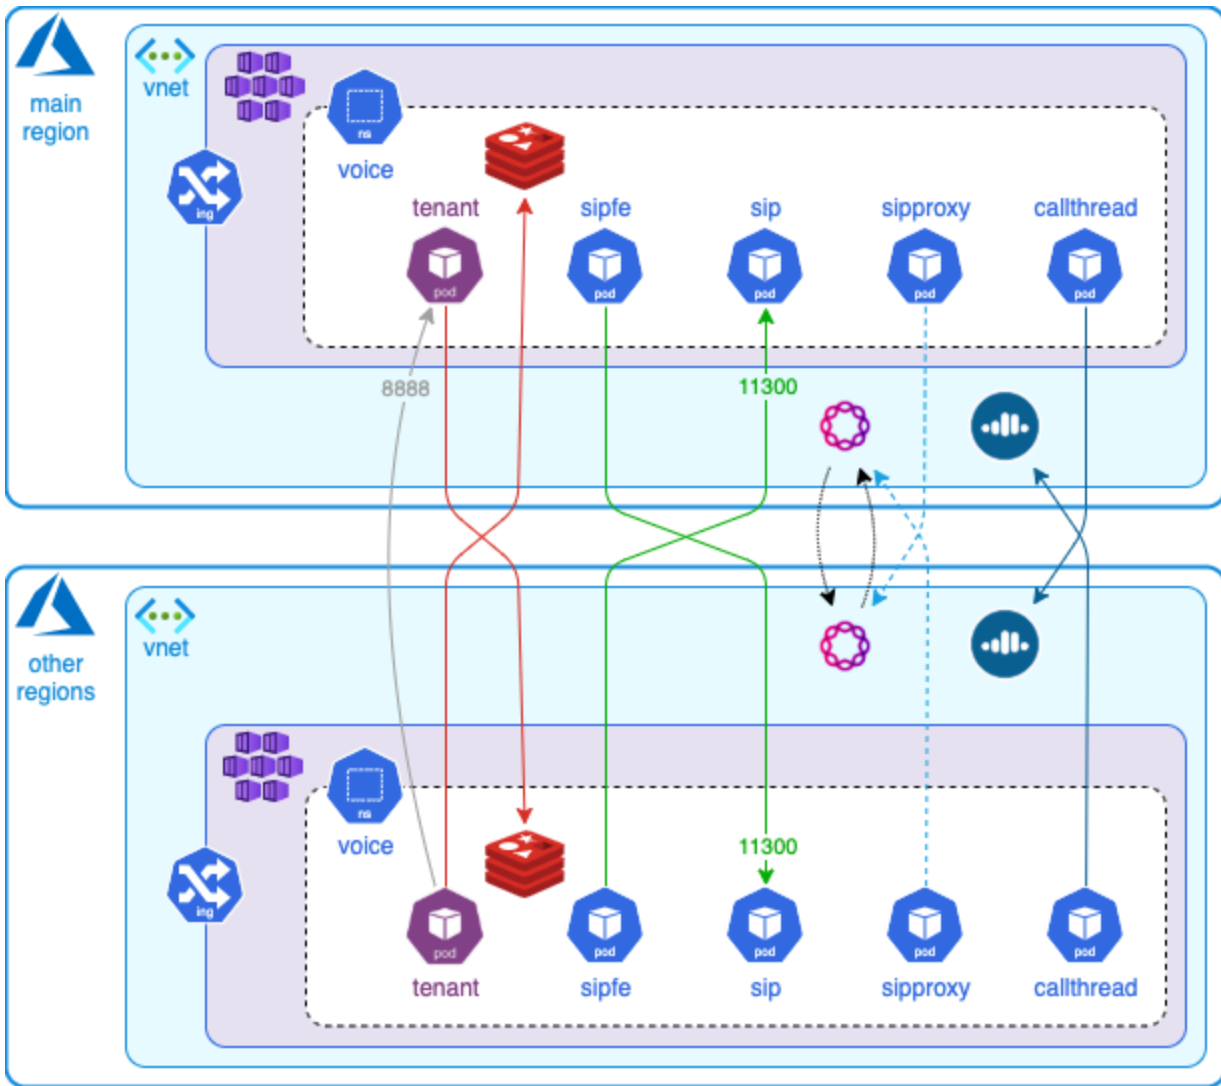 main
region
vnet
ns
voice
ing
tenant
sipfe
sip
sipproxy
callthread
pod
pod
pod
pod
pod
8888
11300
other
regions
vnet
ns
voice
11300
ing
pod
pod
pod
pod
pod
tenant
sipfe
sip
sipproxy
callthread